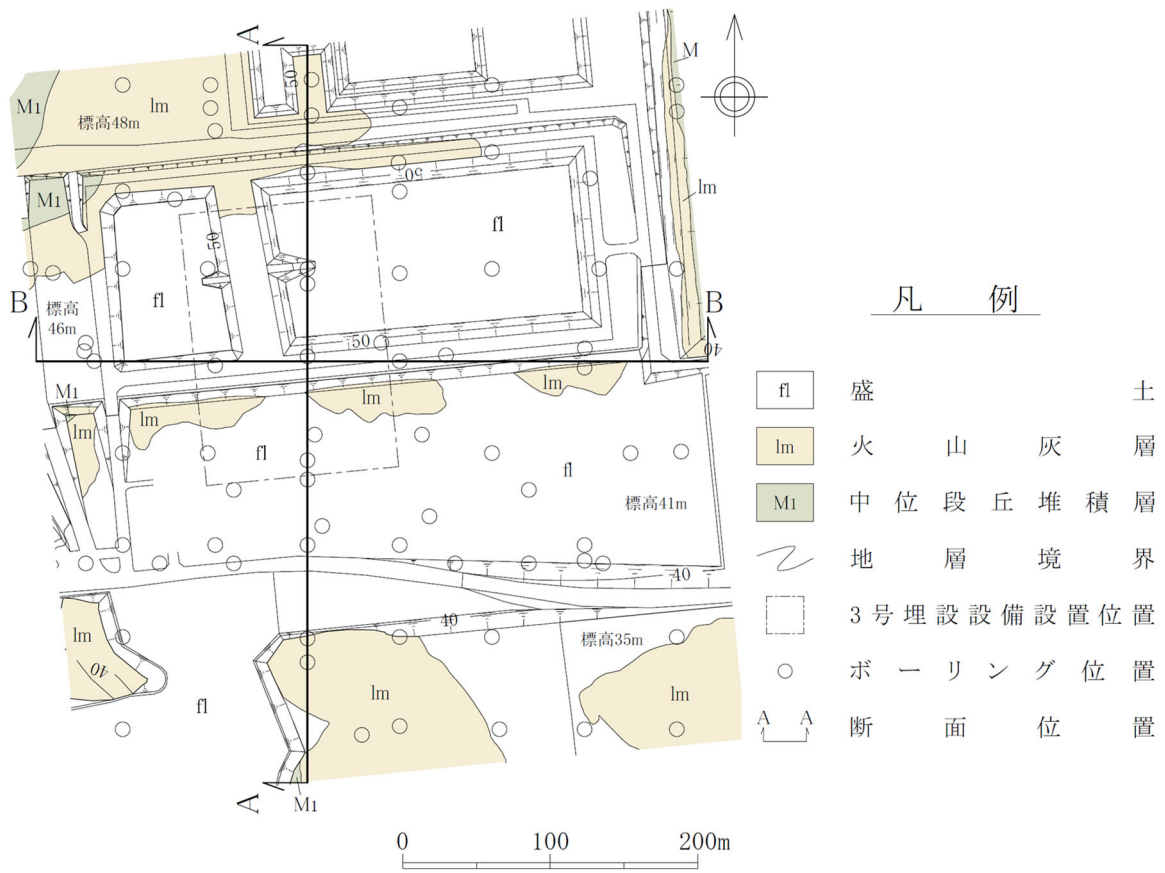 A
50
M
M1
lm
標高48m
lm
M1
50
fl
50
fl
B
標高
46m
B
50
40
M1
lm
lm
lm
lm
fl
fl
標高41m
40
lm
40
40
標高35m
fl
lm
lm
A
M1
0 100 200m
凡 例
fl 盛 土
lm 火 山 灰 層
M1 中 位 段 丘 堆 積 層
地 層 境 界
3 号 埋 設 設 備 設 置 位 置
ボ ー リ ン グ 位 置
A A 断 面 位 置